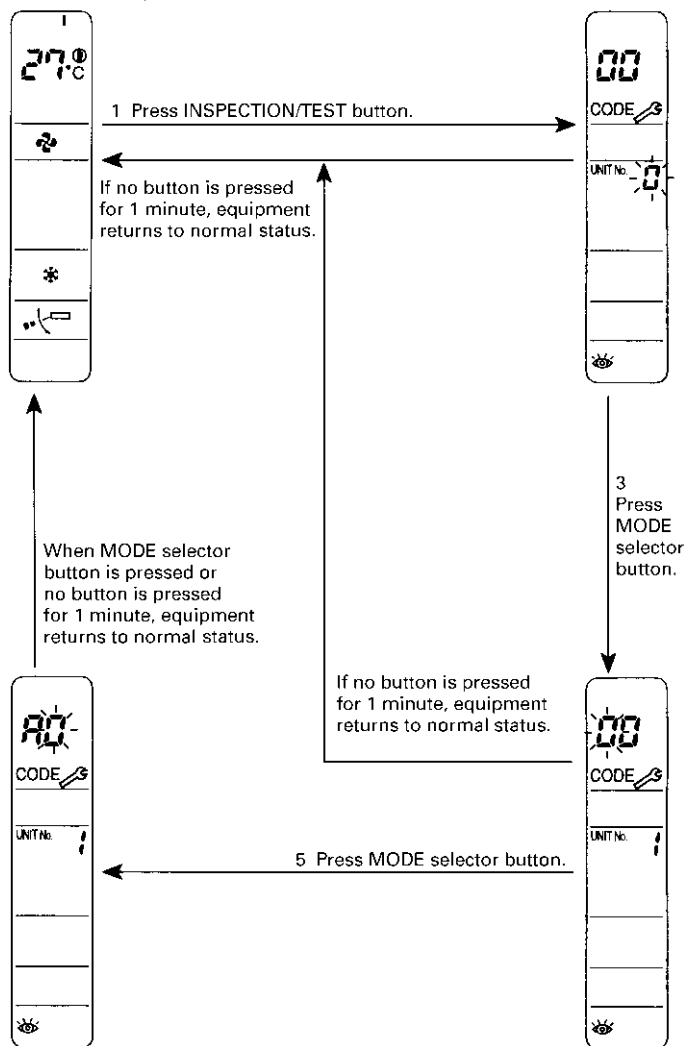 27°C
1 Press INSPECTION/TEST button.
00
CODE
UNIT No. 0
If no button is pressed
for 1 minute, equipment
returns to normal status.
3
Press
MODE
selector
button.
When MODE selector
button is pressed or
no button is pressed
for 1 minute, equipment
returns to normal status.
If no button is pressed
for 1 minute, equipment
returns to normal status.
A0
CODE
UNIT No. 1
5 Press MODE selector button.
00
CODE
UNIT No. 1